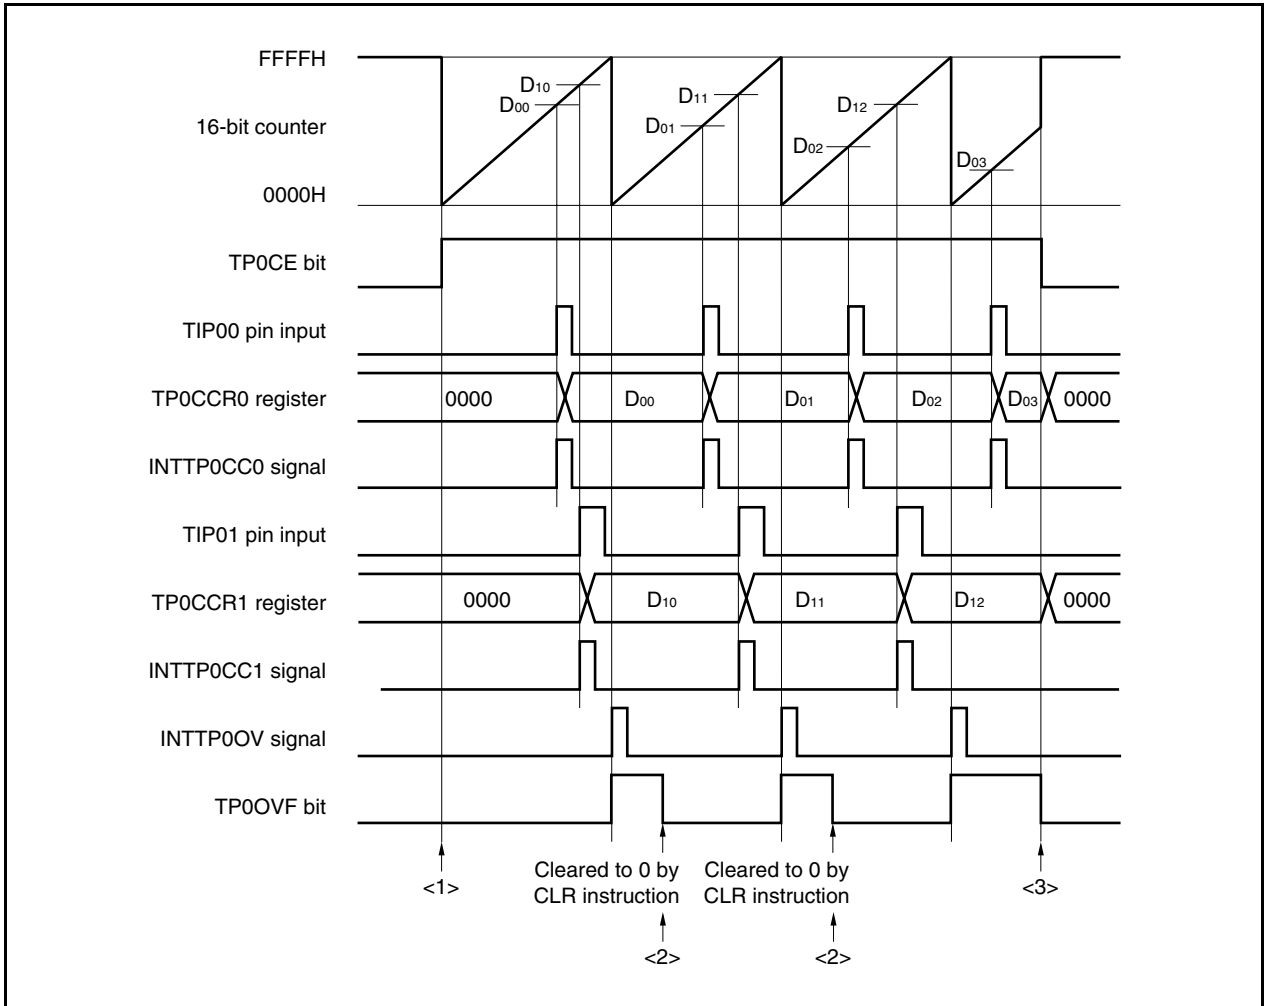 FFFFH
D10
D00
D11
D01
D12
D02
D03
16-bit counter
0000H
TP0CE bit
TIP00 pin input
TP0CCR0 register
0000
D00
D01
D02
D03
0000
INTTP0CC0 signal
TIP01 pin input
TP0CCR1 register
0000
D10
D11
D12
0000
INTTP0CC1 signal
INTTP0OV signal
TP0OVF bit
<1>
Cleared to 0 by
CLR instruction
<2>
Cleared to 0 by
CLR instruction
<2>
<3>